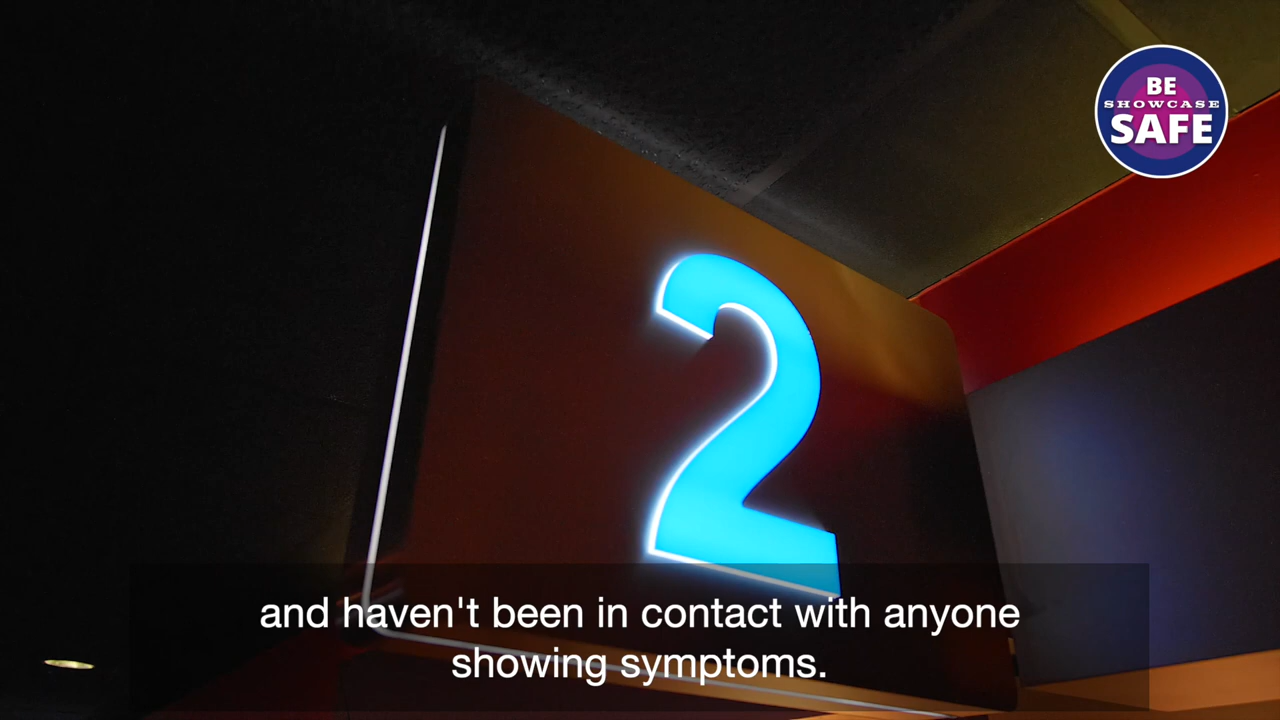 BE
SHOWCASE
SAFE
2
and haven't been in contact with anyone
showing symptoms.